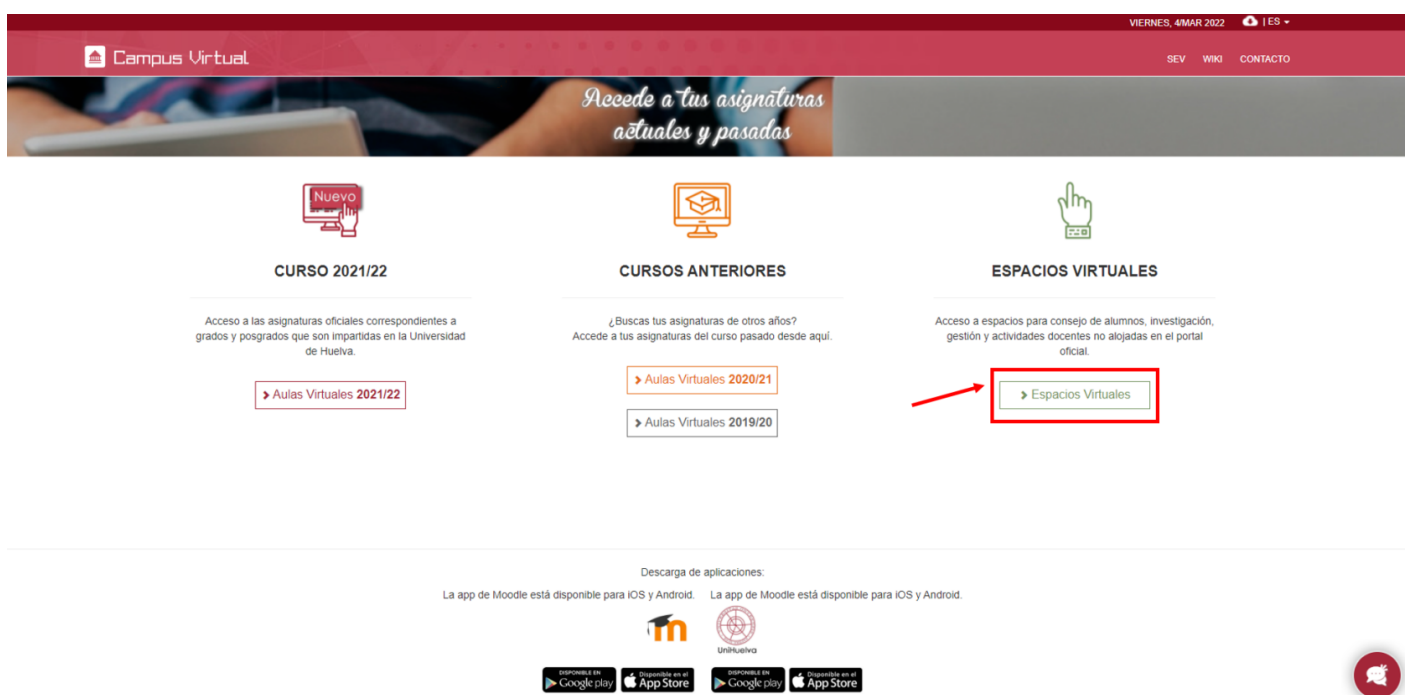 VIERNES, 4/MAR 2022 | ES
Campus Virtual
SEV WIKI CONTACTO
Accede a tus asignaturas
actuales y pasadas
Nuevo
CURSO 2021/22
Acceso a las asignaturas oficiales correspondientes a
grados y posgrados que son impartidas en la Universidad
de Huelva.
Aulas Virtuales 2021/22
CURSOS ANTERIORES
¿Buscas tus asignaturas de otros años?
Accede a tus asignaturas del curso pasado desde aquí.
Aulas Virtuales 2020/21
Aulas Virtuales 2019/20
ESPACIOS VIRTUALES
Acceso a espacios para consejo de alumnos, investigación,
gestión y actividades docentes no alojadas en el portal
oficial.
Espacios Virtuales
Descarga de aplicaciones:
La app de Moodle está disponible para iOS y Android. La app de Moodle está disponible para iOS y Android.
m
UniHuelva
DISPONIBLE EN
Google play
Disponible en el
App Store
DISPONIBLE EN
Google play
Disponible en el
App Store